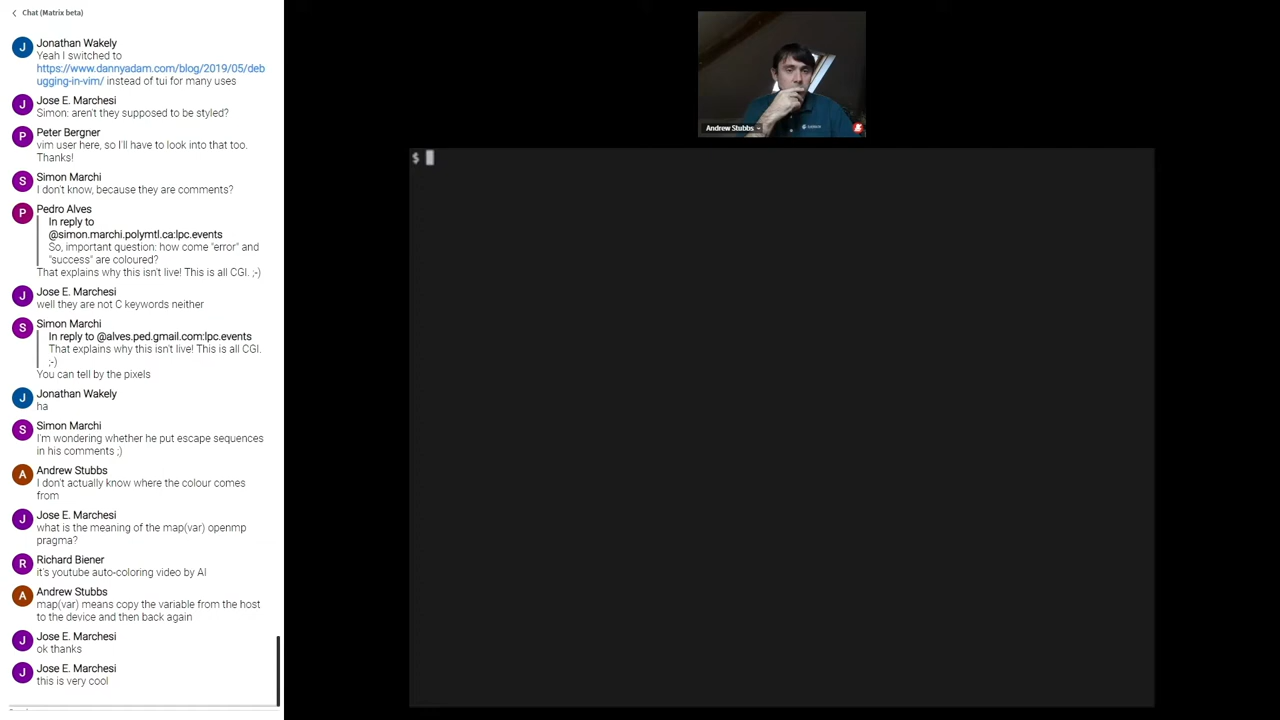 Chat (Matrix beta)
Jonathan Wakely
Yeah I switched to
https://www.dannyadam.com/blog/2019/05/deb
ugging-in-vim/ instead of tui for many uses
Jose E. Marchesi
Simon: aren't they supposed to be styled?
Peter Bergner
vim user here, so I'll have to look into that too.
Thanks!
Simon Marchi
I don't know, because they are comments?
Pedro Alves
In reply to
@simon.marchi.polymtl.ca:lpc.events
So, important question: how come "error" and
"success" are coloured?
That explains why this isn't live! This is all CGI. ;-)
Jose E. Marchesi
well they are not C keywords neither
Simon Marchi
In reply to @alves.ped.gmail.com:lpc.events
That explains why this isn't live! This is all CGI.
;-)
You can tell by the pixels
Jonathan Wakely
ha
Simon Marchi
I'm wondering whether he put escape sequences
in his comments ;)
Andrew Stubbs
I don't actually know where the colour comes
from
Jose E. Marchesi
what is the meaning of the map(var) openmp
pragma?
Richard Biener
it's youtube auto-coloring video by AI
Andrew Stubbs
map(var) means copy the variable from the host
to the device and then back again
Jose E. Marchesi
ok thanks
Jose E. Marchesi
this is very cool
J
J
P
S
P
J
S
J
S
A
J
R
A
J
J
Andrew Stubbs
$